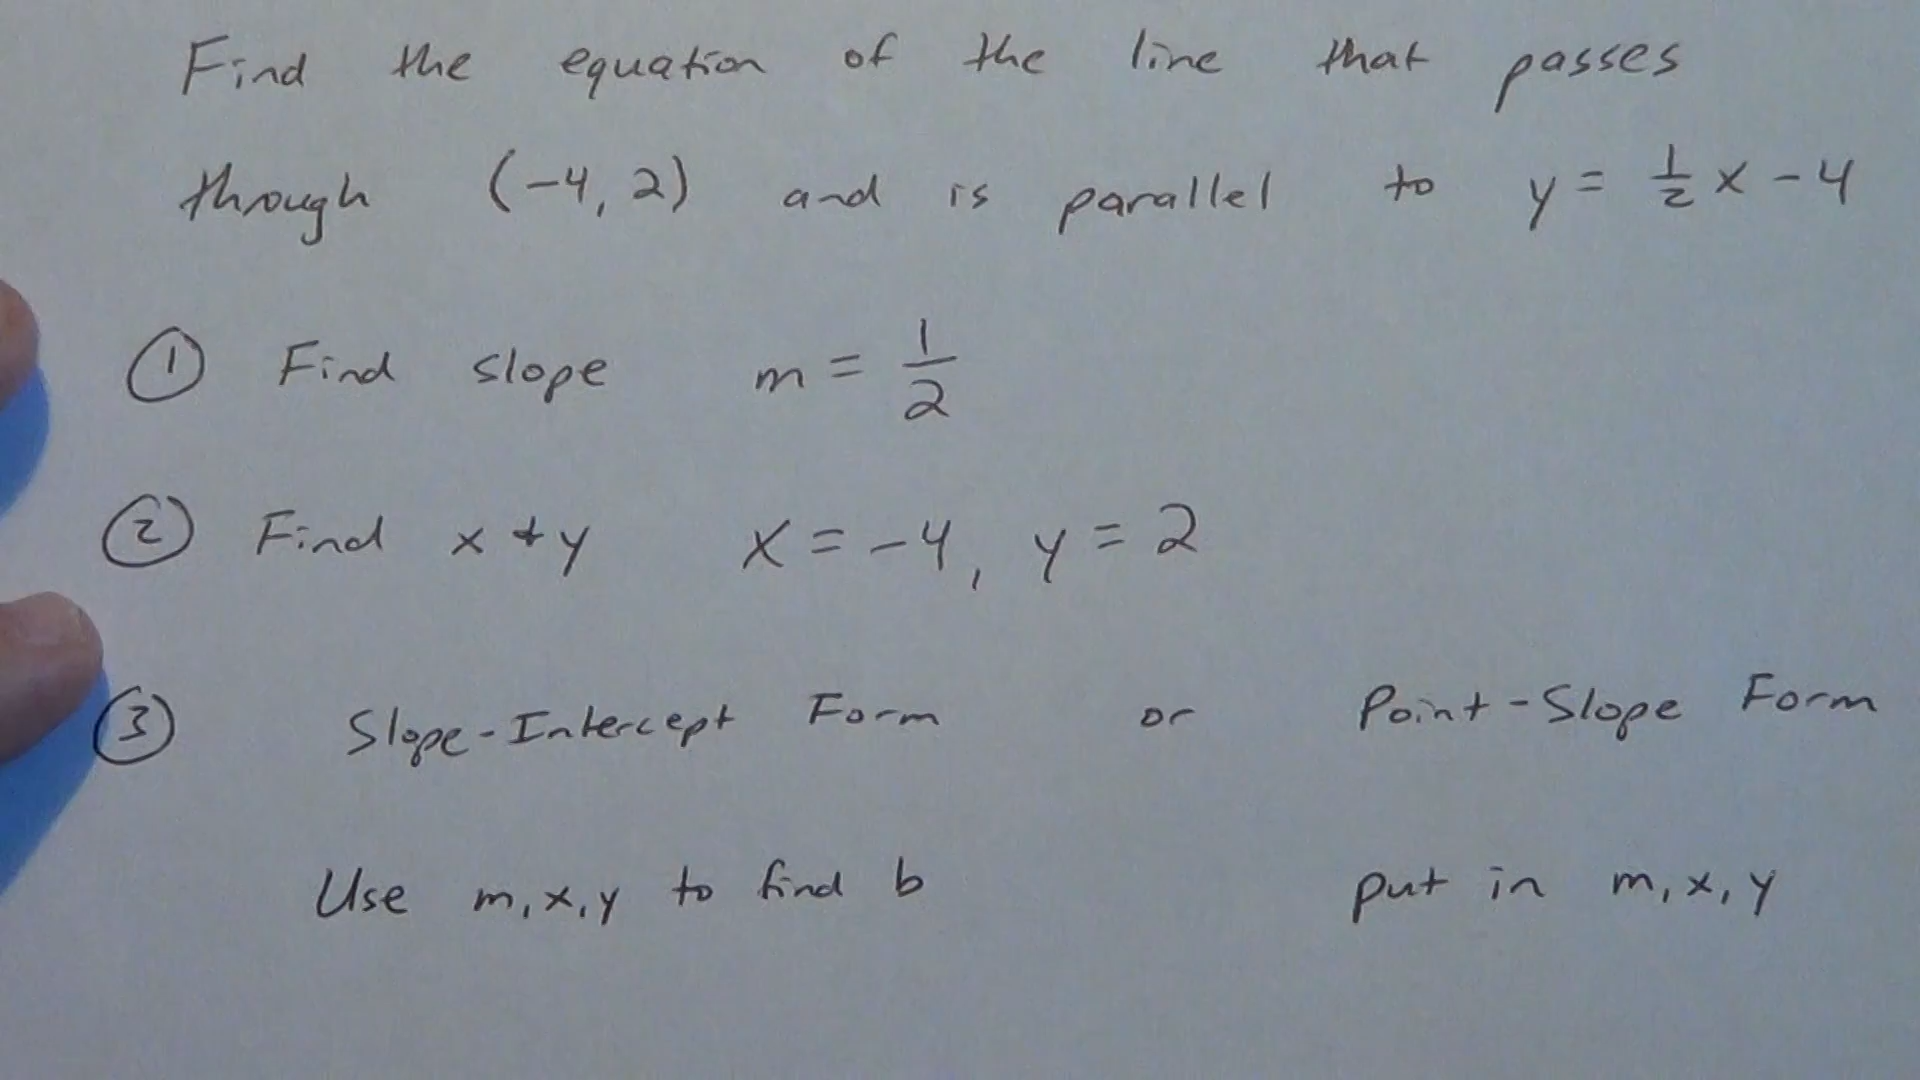 Find the equation of the line that passes
through (-4, 2) and is parallel to y = 1/2 x - 4
① Find slope m = 1/2
② Find x + y x = -4, y = 2
③ Slope-Intercept Form or Point-Slope Form
Use m, x, y to find b put in m, x, y